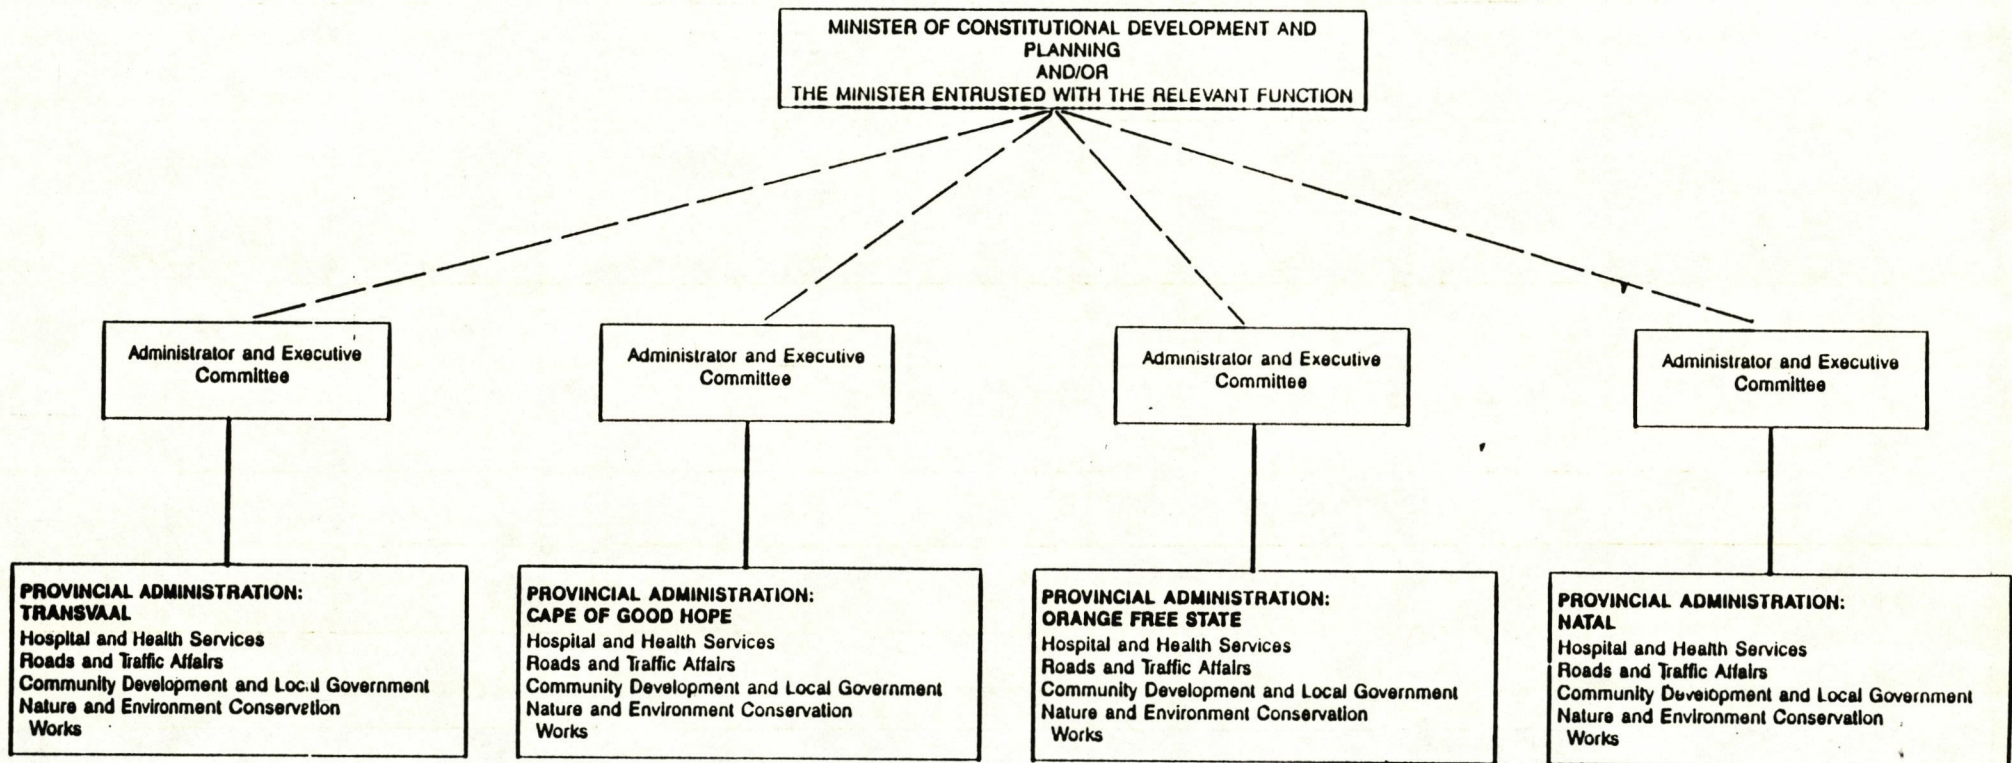 MINISTER OF CONSTITUTIONAL DEVELOPMENT AND
PLANNING
AND/OR
THE MINISTER ENTRUSTED WITH THE RELEVANT FUNCTION
Administrator and Executive
Committee
Administrator and Executive
Committee
Administrator and Executive
Committee
Administrator and Executive
Committee
PROVINCIAL ADMINISTRATION:
TRANSVAAL
Hospital and Health Services
Roads and Traffic Affairs
Community Development and Local Government
Nature and Environment Conservation
Works
PROVINCIAL ADMINISTRATION:
CAPE OF GOOD HOPE
Hospital and Health Services
Roads and Traffic Affairs
Community Development and Local Government
Nature and Environment Conservation
Works
PROVINCIAL ADMINISTRATION:
ORANGE FREE STATE
Hospital and Health Services
Roads and Traffic Affairs
Community Development and Local Government
Nature and Environment Conservation
Works
PROVINCIAL ADMINISTRATION:
NATAL
Hospital and Health Services
Roads and Traffic Affairs
Community Development and Local Government
Nature and Environment Conservation
Works